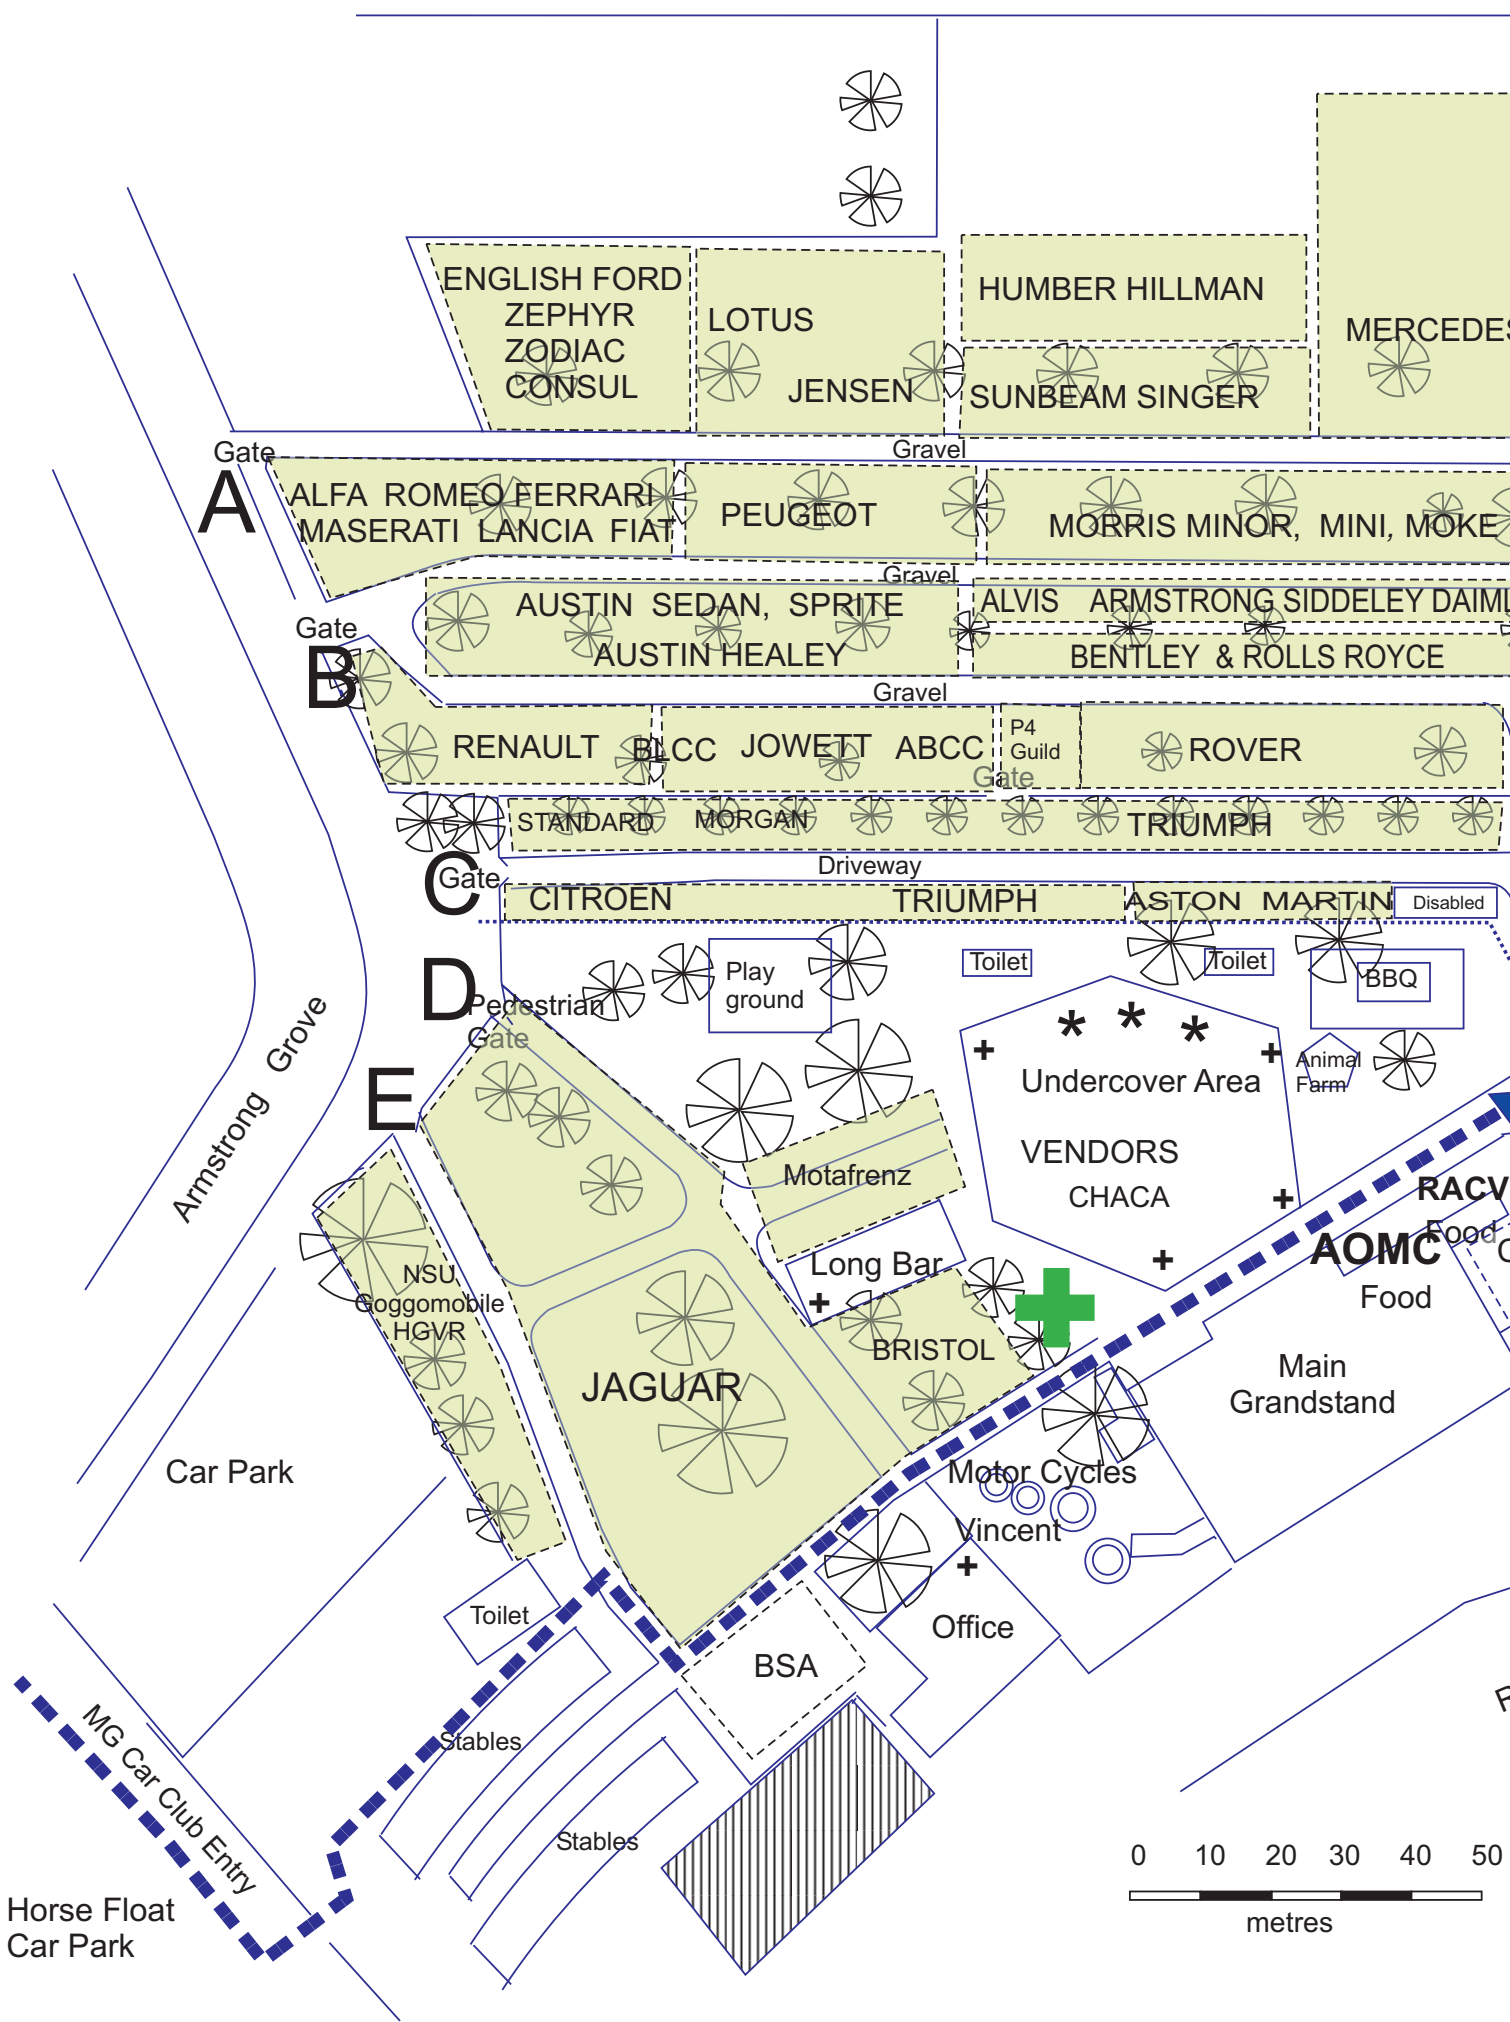 ENGLISH FORD
ZEPHYR
ZODIAC
CONSUL
LOTUS
JENSEN
HUMBER HILLMAN
SUNBEAM SINGER
MERCEDES
Gate
Gravel
A
ALFA ROMEO FERRARI
MASERATI LANCIA FIAT
PEUGEOT
MORRIS MINOR, MINI, MOKE
Gravel
AUSTIN SEDAN, SPRITE
AUSTIN HEALEY
ALVIS ARMSTRONG SIDDELEY DAIML
BENTLEY & ROLLS ROYCE
Gate
B
Gravel
RENAULT
BLCC JOWETT ABCC
P4
Guild
Gate
ROVER
STANDARD MORGAN TRIUMPH
C
Gate
Driveway
CITROEN TRIUMPH
ASTON MARTIN
Disabled
D
Pedestrian
Gate
Play
ground
Toilet
Toilet
BBQ
* * *
Undercover Area
Animal
Farm
E
Armstrong Grove
VENDORS
CHACA
Motafrenz
Long Bar
RACV
Food
AOMC
Food
C
NSU
Goggomobile
HGVR
BRISTOL
JAGUAR
Main
Grandstand
Car Park
Motor Cycles
Vincent
Toilet
Office
BSA
Stables
Stables
MG Car Club Entry
Horse Float
Car Park
0 10 20 30 40 50
metres